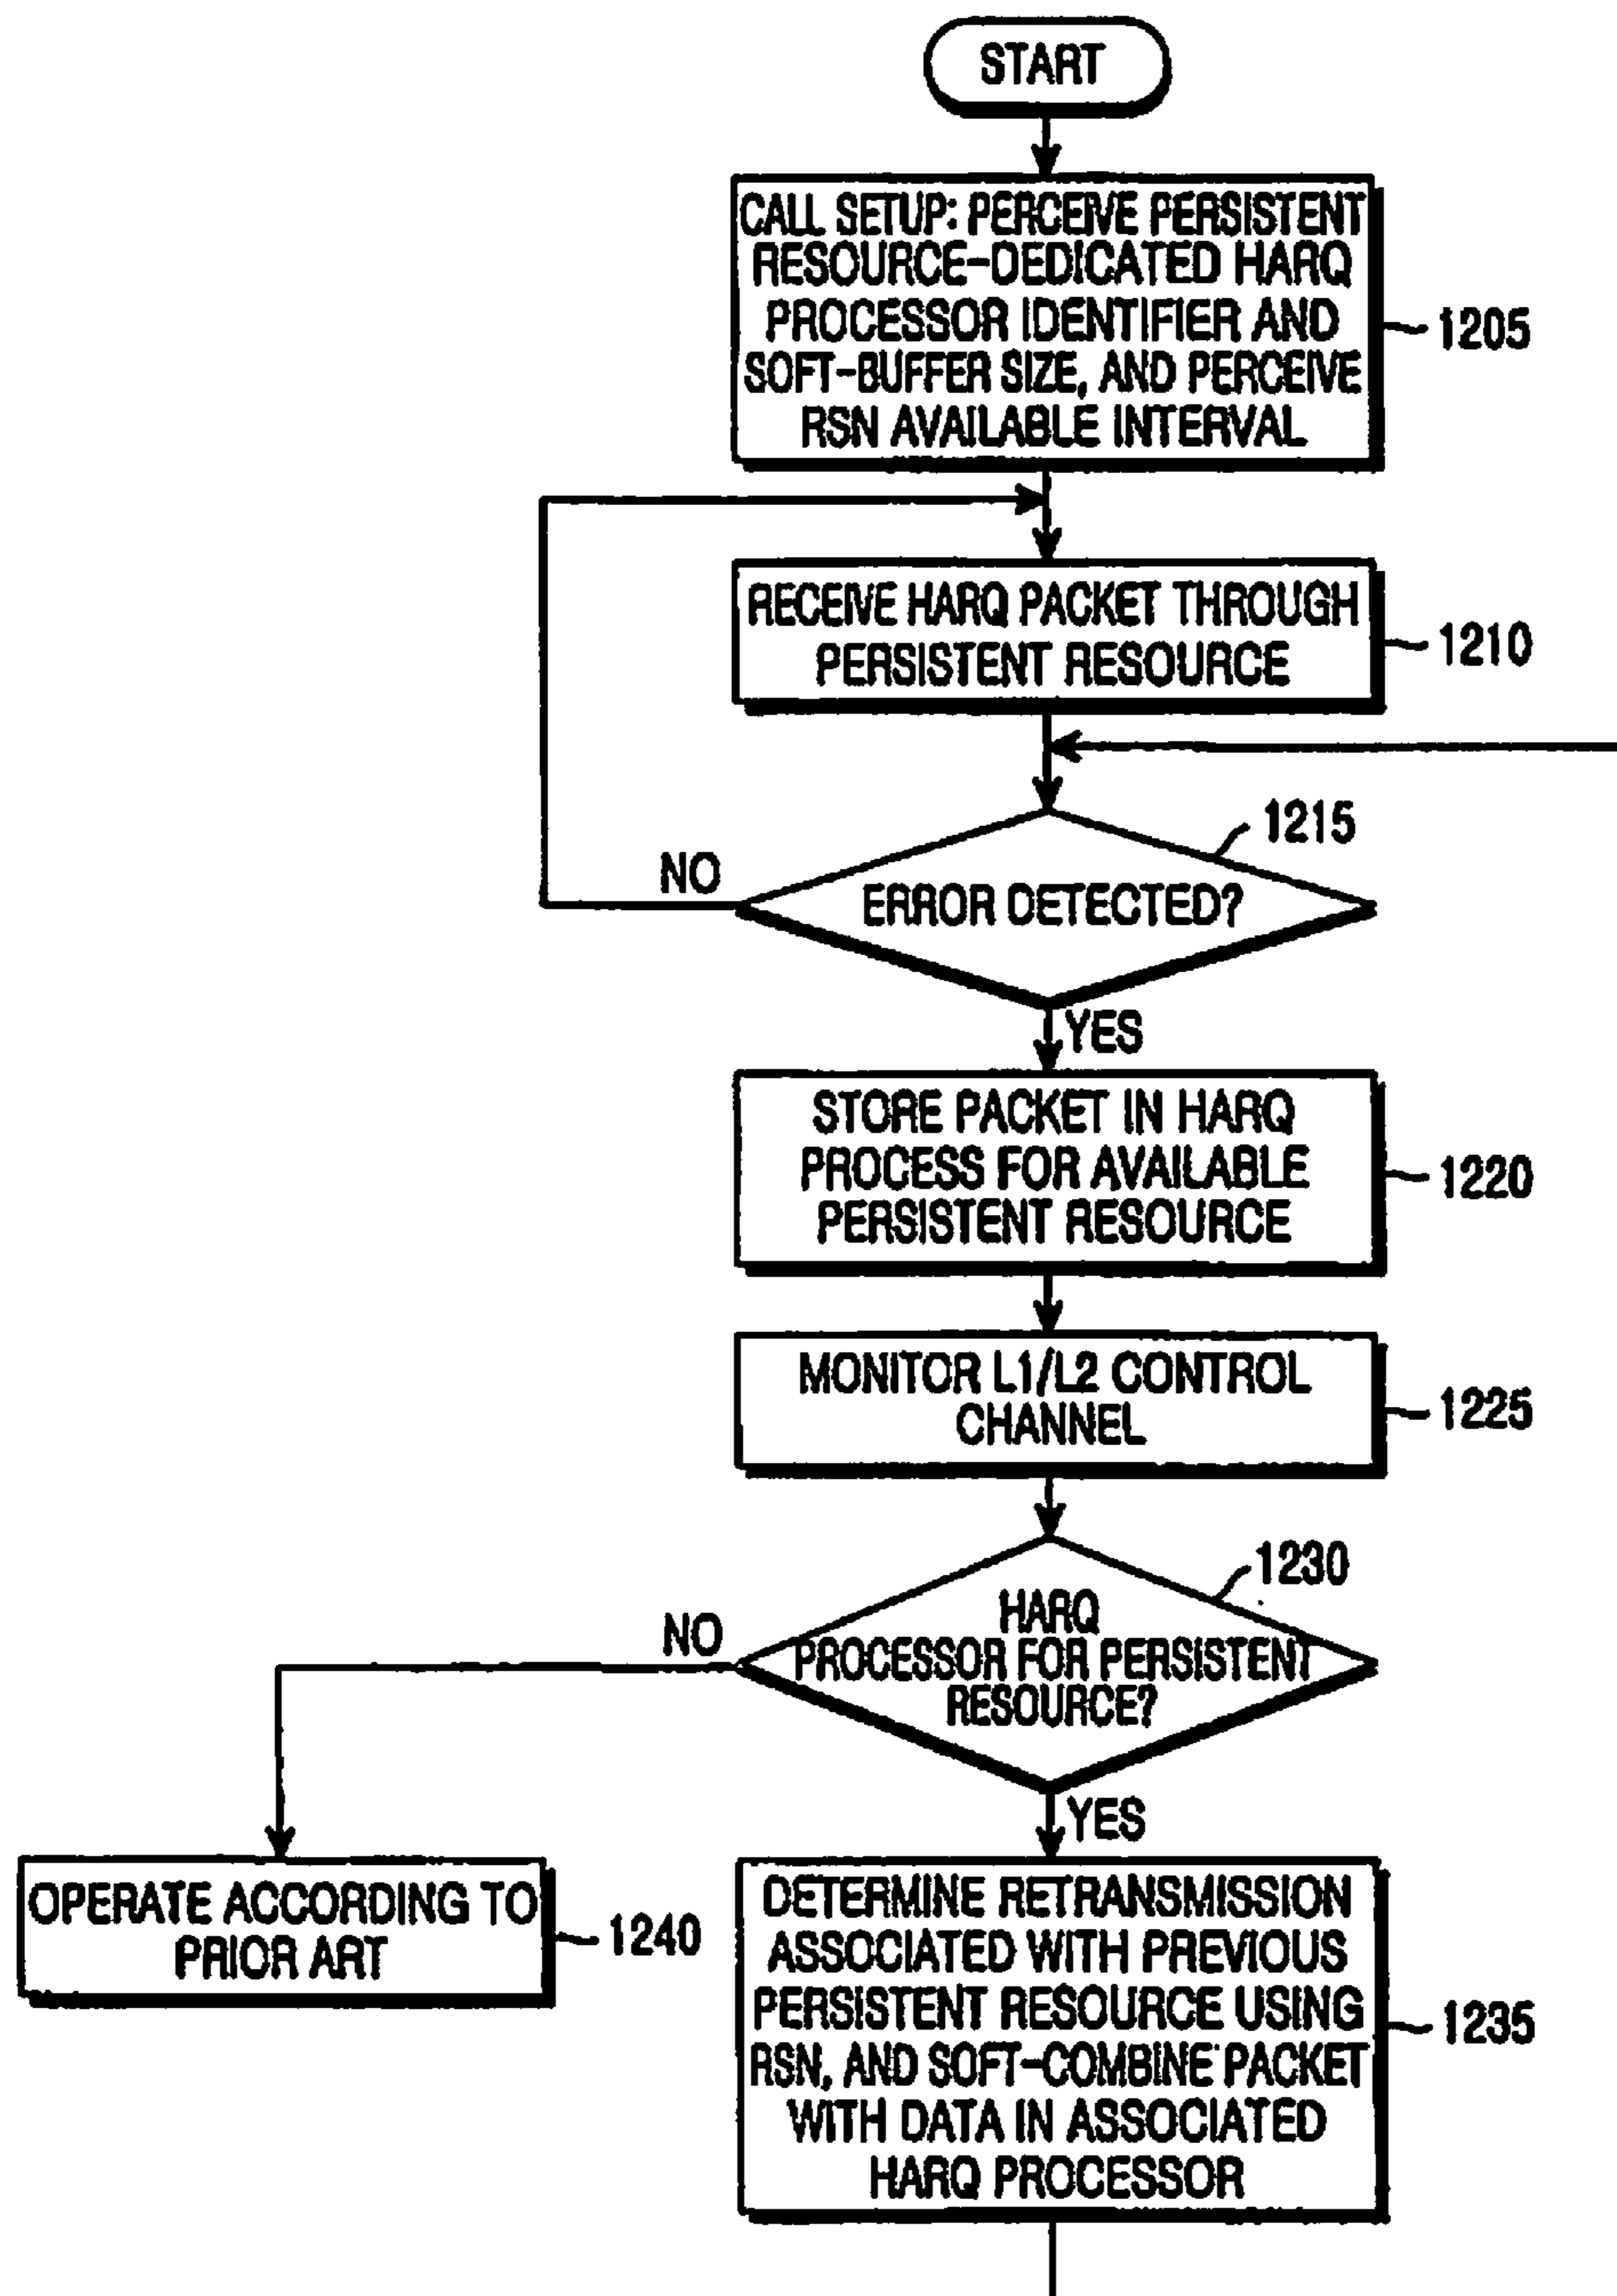 START
CALL SETUP: PERCEIVE PERSISTENT
RESOURCE-DEDICATED HARQ
PROCESSOR IDENTIFIER AND
SOFT-BUFFER SIZE, AND PERCEIVE
RSN AVAILABLE INTERVAL
1205
RECEIVE HARQ PACKET THROUGH
PERSISTENT RESOURCE
1210
1215
NO
ERROR DETECTED?
YES
STORE PACKET IN HARQ
PROCESS FOR AVAILABLE
PERSISTENT RESOURCE
1220
MONITOR L1/L2 CONTROL
CHANNEL
1225
1230
NO
HARQ
PROCESSOR FOR PERSISTENT
RESOURCE?
YES
OPERATE ACCORDING TO
PRIOR ART
1240
DETERMINE RETRANSMISSION
ASSOCIATED WITH PREVIOUS
PERSISTENT RESOURCE USING
RSN, AND SOFT-COMBINE PACKET
WITH DATA IN ASSOCIATED
HARQ PROCESSOR
1235